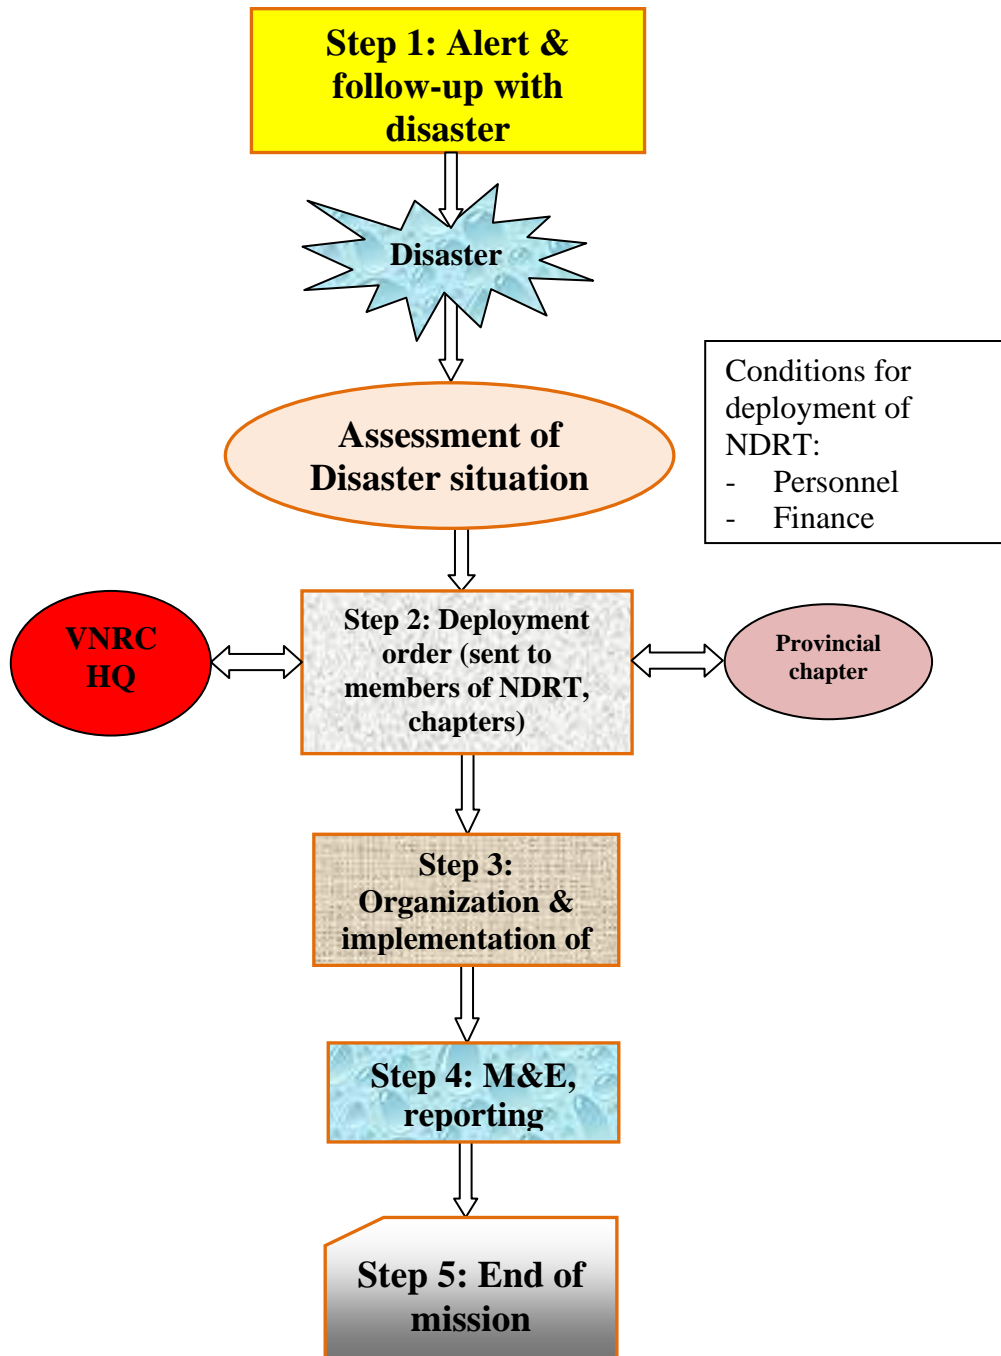 Step 1: Alert &
follow-up with
disaster
Disaster
Assessment of
Disaster situation
Conditions for
deployment of
NDRT:
- Personnel
- Finance
VNRC
HQ
Step 2: Deployment
order (sent to
members of NDRT,
chapters)
Provincial
chapter
Step 3:
Organization &
implementation of
Step 4: M&E,
reporting
Step 5: End of
mission